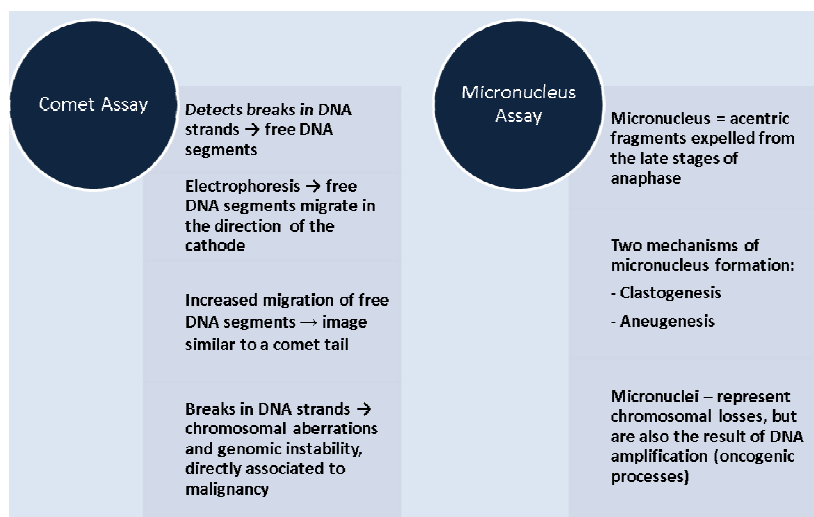 Comet Assay
Detects breaks in DNA
strands → free DNA
segments
Electrophoresis → free
DNA segments migrate in
the direction of the
cathode
Increased migration of free
DNA segments → image
similar to a comet tail
Breaks in DNA strands →
chromosomal aberrations
and genomic instability,
directly associated to
malignancy
Micronucleus
Assay
Micronucleus = acentric
fragments expelled from
the late stages of
anaphase
Two mechanisms of
micronucleus formation:
- Clastogenesis
- Aneugenesis
Micronuclei – represent
chromosomal losses, but
are also the result of DNA
amplification (oncogenic
processes)